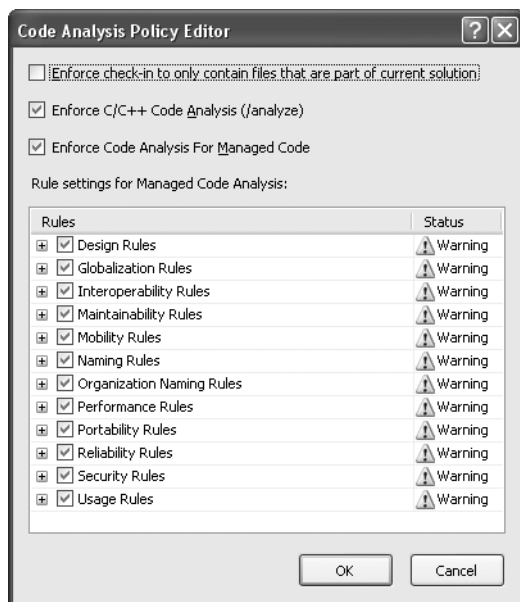 Code Analysis Policy Editor
Enforce check-in to only contain files that are part of current solution
Enforce C/C++ Code Analysis (/analyze)
Enforce Code Analysis For Managed Code
Rule settings for Managed Code Analysis:
Rules Status
Design Rules Warning
Globalization Rules Warning
Interoperability Rules Warning
Maintainability Rules Warning
Mobility Rules Warning
Naming Rules Warning
Organization Naming Rules Warning
Performance Rules Warning
Portability Rules Warning
Reliability Rules Warning
Security Rules Warning
Usage Rules Warning
OK Cancel